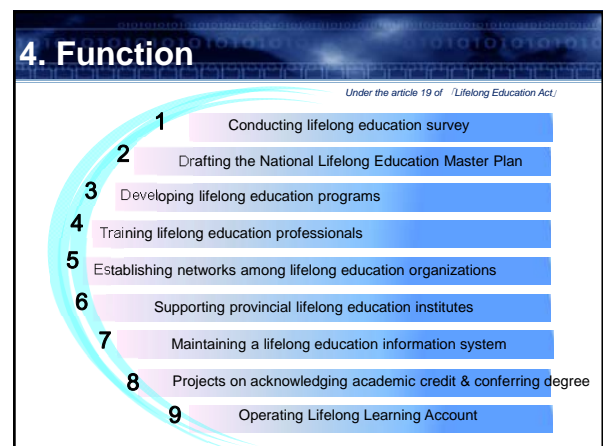 4. Function
Under the article 19 of 「Lifelong Education Act」
1 Conducting lifelong education survey
2 Drafting the National Lifelong Education Master Plan
3 Developing lifelong education programs
4 Training lifelong education professionals
5 Establishing networks among lifelong education organizations
6 Supporting provincial lifelong education institutes
7 Maintaining a lifelong education information system
8 Projects on acknowledging academic credit & conferring degree
9 Operating Lifelong Learning Account